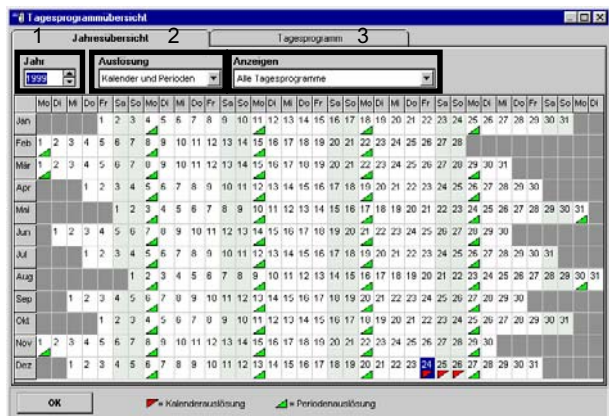 Tagesprogrammübersicht
1 Jahresübersicht 2 Tagesprogramm 3
Jahr Auslösung Anzeigen
1999 Kalender und Perioden Alle Tagesprogramme
Mo Di Mi Do Fr Sa So Mo Di Mi Do Fr Sa So Mo Di Mi Do Fr Sa So Mo Di Mi Do Fr Sa So Mo Di Mi Do Fr Sa So Mo Di
Jan 1 2 3 4 5 6 7 8 9 10 11 12 13 14 15 16 17 18 19 20 21 22 23 24 25 26 27 28 29 30 31
Feb 1 2 3 4 5 6 7 8 9 10 11 12 13 14 15 16 17 18 19 20 21 22 23 24 25 26 27 28
Mär 1 2 3 4 5 6 7 8 9 10 11 12 13 14 15 16 17 18 19 20 21 22 23 24 25 26 27 28 29 30 31
Apr 1 2 3 4 5 6 7 8 9 10 11 12 13 14 15 16 17 18 19 20 21 22 23 24 25 26 27 28 29 30
Mai 1 2 3 4 5 6 7 8 9 10 11 12 13 14 15 16 17 18 19 20 21 22 23 24 25 26 27 28 29 30 31
Jun 1 2 3 4 5 6 7 8 9 10 11 12 13 14 15 16 17 18 19 20 21 22 23 24 25 26 27 28 29 30
Jul 1 2 3 4 5 6 7 8 9 10 11 12 13 14 15 16 17 18 19 20 21 22 23 24 25 26 27 28 29 30 31
Aug 1 2 3 4 5 6 7 8 9 10 11 12 13 14 15 16 17 18 19 20 21 22 23 24 25 26 27 28 29 30 31
Sep 1 2 3 4 5 6 7 8 9 10 11 12 13 14 15 16 17 18 19 20 21 22 23 24 25 26 27 28 29 30
Okt 1 2 3 4 5 6 7 8 9 10 11 12 13 14 15 16 17 18 19 20 21 22 23 24 25 26 27 28 29 30 31
Nov 1 2 3 4 5 6 7 8 9 10 11 12 13 14 15 16 17 18 19 20 21 22 23 24 25 26 27 28 29 30
Dez 1 2 3 4 5 6 7 8 9 10 11 12 13 14 15 16 17 18 19 20 21 22 23 24 25 26 27 28 29 30 31
OK = Kalenderauslösung = Periodenauslösung